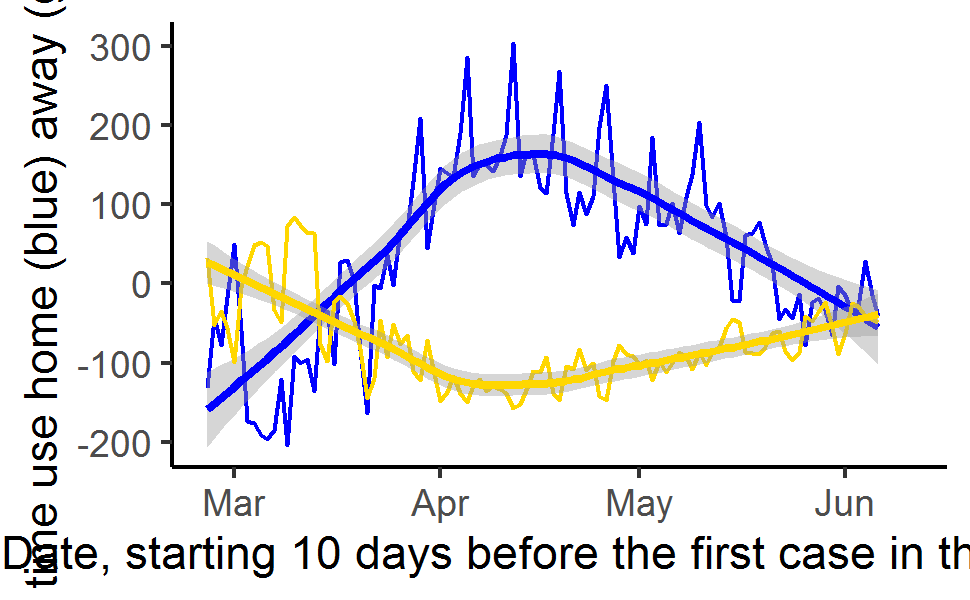 time use home (blue) away (
300
200
100
0
-100
-200
Mar Apr May Jun
Date, starting 10 days before the first case in th